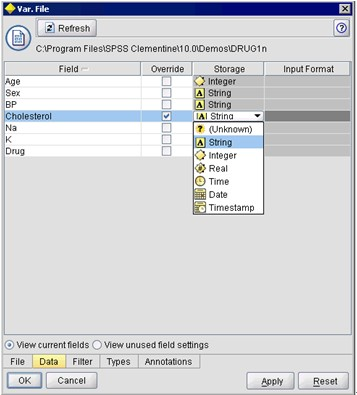 Var. File
Refresh
C:\Program Files\SPSS Clementine\10.0\Demos\DRUG1n
Field Override Storage Input Format
Age Integer
Sex String
BP String
Cholesterol String
Na (Unknown)
K String
Drug Integer
Real
Time
Date
Timestamp
View current fields View unused field settings
File Data Filter Types Annotations
OK Cancel Apply Reset